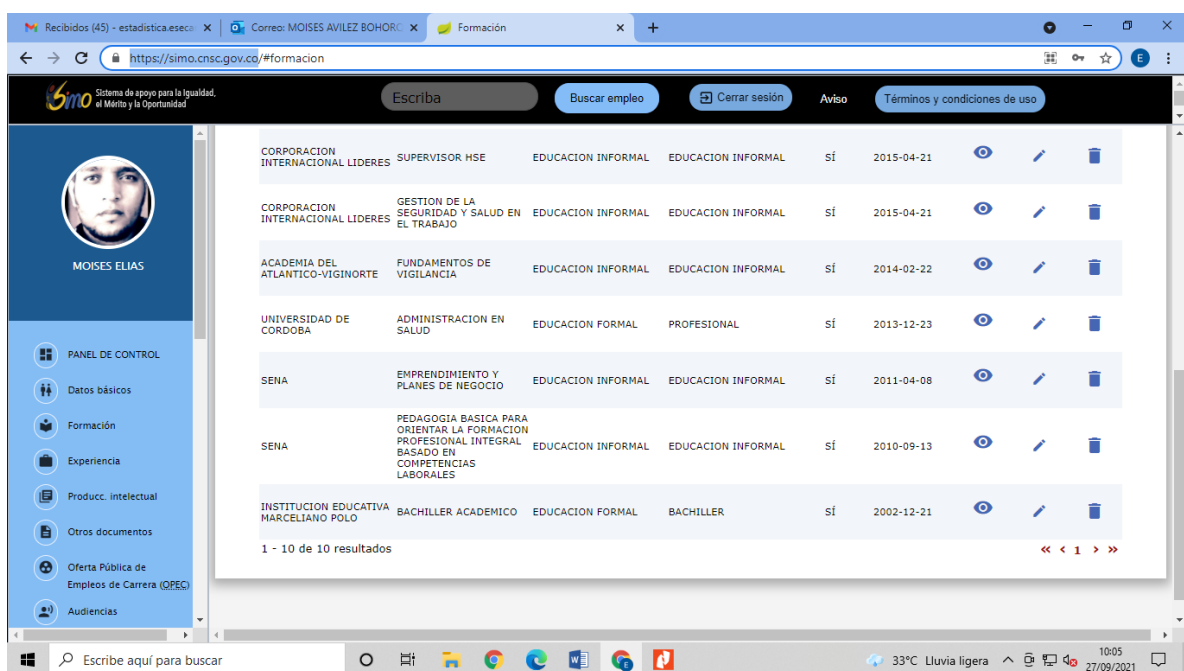 Recibidos (45) - estadistica.eseca
Correo: MOISES AVILEZ BOHORQ
Formación
https://simo.cnsc.gov.co/#formacion
E
Simo
Sistema de apoyo para la Igualdad,
el Mérito y la Oportunidad
Escriba
Buscar empleo
Cerrar sesión
Aviso
Términos y condiciones de uso
MOISES ELIAS
PANEL DE CONTROL
Datos básicos
Formación
Experiencia
Producc. intelectual
Otros documentos
Oferta Pública de
Empleos de Carrera (OPEC)
Audiencias
CORPORACION
INTERNACIONAL LIDERES
SUPERVISOR HSE
EDUCACION INFORMAL
EDUCACION INFORMAL
SÍ
2015-04-21
CORPORACION
INTERNACIONAL LIDERES
GESTION DE LA
SEGURIDAD Y SALUD EN
EL TRABAJO
EDUCACION INFORMAL
EDUCACION INFORMAL
SÍ
2015-04-21
ACADEMIA DEL
ATLANTICO-VIGINORTE
FUNDAMENTOS DE
VIGILANCIA
EDUCACION INFORMAL
EDUCACION INFORMAL
SÍ
2014-02-22
UNIVERSIDAD DE
CORDOBA
ADMINISTRACION EN
SALUD
EDUCACION FORMAL
PROFESIONAL
SÍ
2013-12-23
SENA
EMPRENDIMIENTO Y
PLANES DE NEGOCIO
EDUCACION INFORMAL
EDUCACION INFORMAL
SÍ
2011-04-08
SENA
PEDAGOGIA BASICA PARA
ORIENTAR LA FORMACION
PROFESIONAL INTEGRAL
BASADO EN
COMPETENCIAS
LABORALES
EDUCACION INFORMAL
EDUCACION INFORMAL
SÍ
2010-09-13
INSTITUCION EDUCATIVA
MARCELIANO POLO
BACHILLER ACADEMICO
EDUCACION FORMAL
BACHILLER
SÍ
2002-12-21
1 - 10 de 10 resultados
« ‹ 1 › »
Escribe aquí para buscar
33°C Lluvia ligera
10:05
27/09/2021